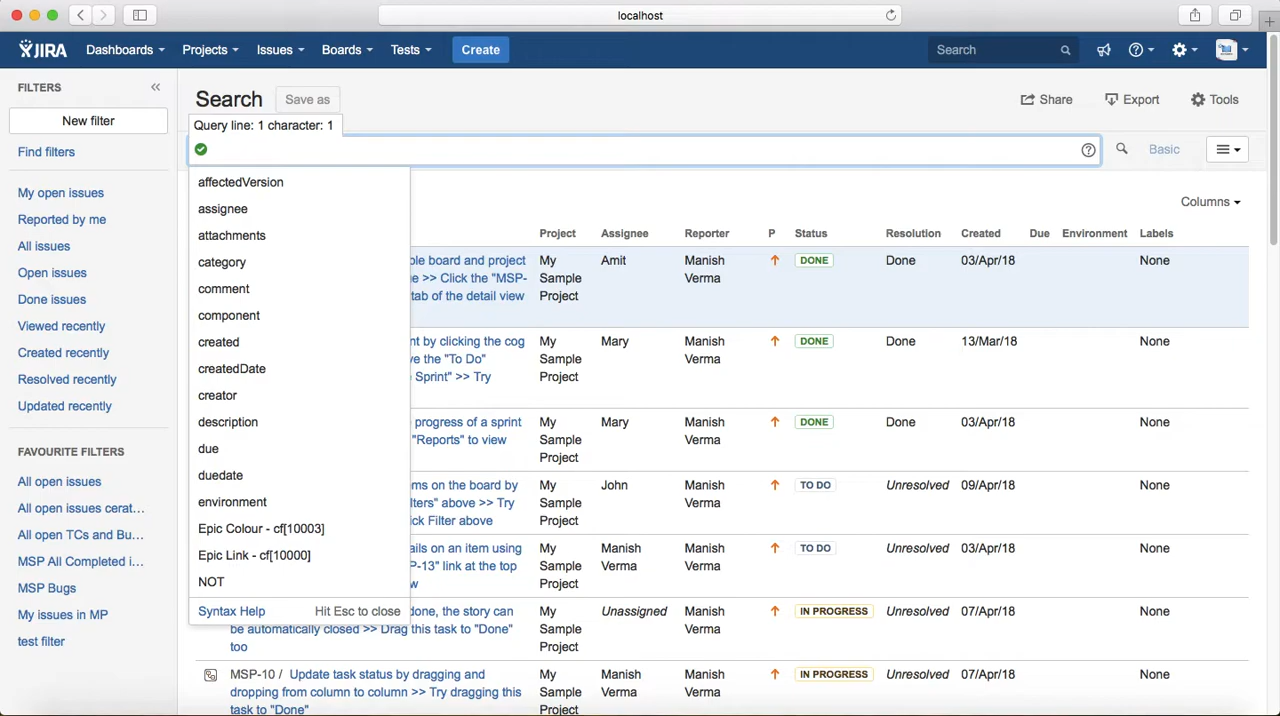 localhost
JIRA Dashboards Projects Issues Boards Tests Create Search
FILTERS
New filter
Find filters
My open issues
Reported by me
All issues
Open issues
Done issues
Viewed recently
Created recently
Resolved recently
Updated recently
FAVOURITE FILTERS
All open issues
All open issues cerat...
All open TCs and Bu...
MSP All Completed i...
MSP Bugs
My issues in MP
test filter
Search Save as Share Export Tools
Query line: 1 character: 1
Basic
affectedVersion
assignee
attachments
category
comment
component
created
createdDate
creator
description
due
duedate
environment
Epic Colour - cf[10003]
Epic Link - cf[10000]
NOT
Syntax Help Hit Esc to close
Columns
Project Assignee Reporter P Status Resolution Created Due Environment Labels
ple board and project My Amit Manish DONE Done 03/Apr/18 None
e >> Click the "MSP- Sample Verma
tab of the detail view Project
nt by clicking the cog My Mary Manish DONE Done 13/Mar/18 None
ve the "To Do" Sample Verma
e Sprint" >> Try Project
progress of a sprint My Mary Manish DONE Done 03/Apr/18 None
"Reports" to view Sample Verma
Project
ms on the board by My John Manish TO DO Unresolved 09/Apr/18 None
lters" above >> Try Sample Verma
ick Filter above Project
ails on an item using My Manish Manish TO DO Unresolved 03/Apr/18 None
P-13" link at the top Sample Verma Verma
w Project
done, the story can My Unassigned Manish IN PROGRESS Unresolved 07/Apr/18 None
be automatically closed >> Drag this task to "Done" Sample Verma
too Project
MSP-10 / Update task status by dragging and My Manish Manish IN PROGRESS Unresolved 07/Apr/18 None
dropping from column to column >> Try dragging this Sample Verma Verma
task to "Done" Project